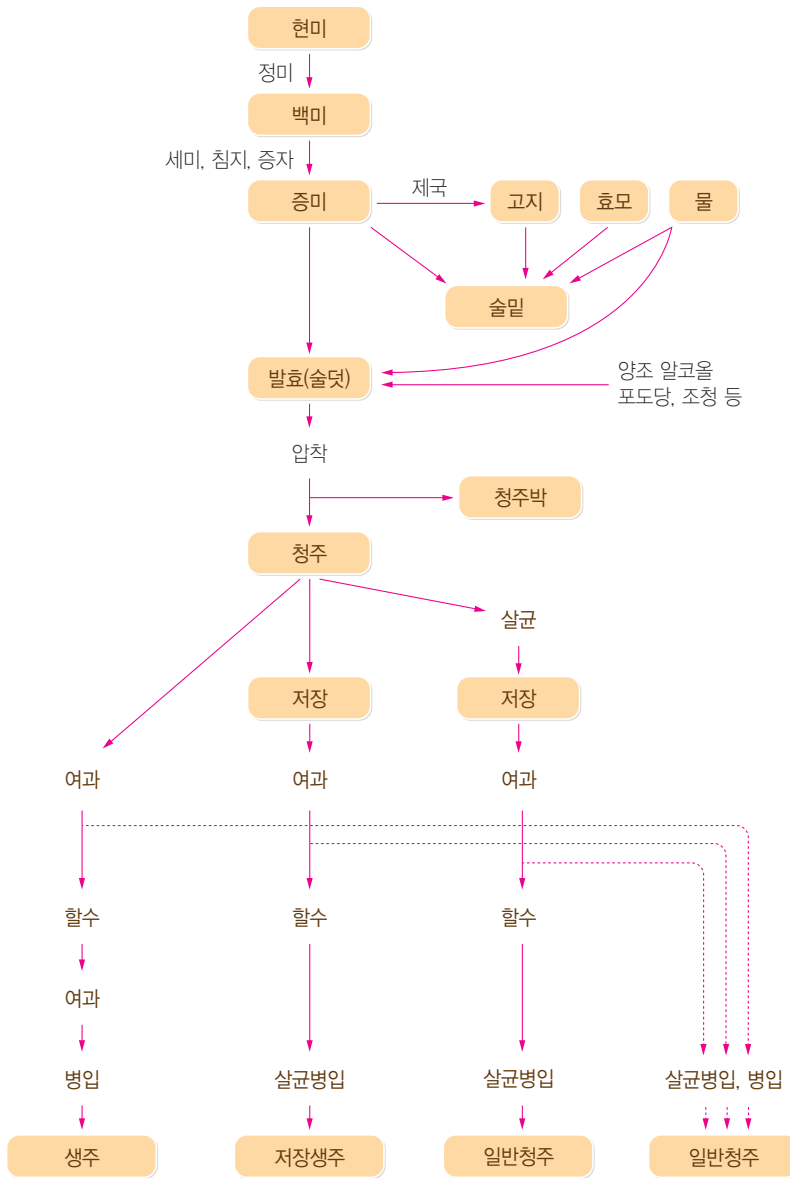 현미
정미
백미
세미, 침지, 증자
증미
제국
고지
효모
물
술밑
발효(술덧)
양조 알코올
포도당, 조청 등
압착
청주박
청주
살균
저장
저장
여과
여과
여과
할수
할수
할수
여과
병입
살균병입
살균병입
살균병입, 병입
생주
저장생주
일반청주
일반청주